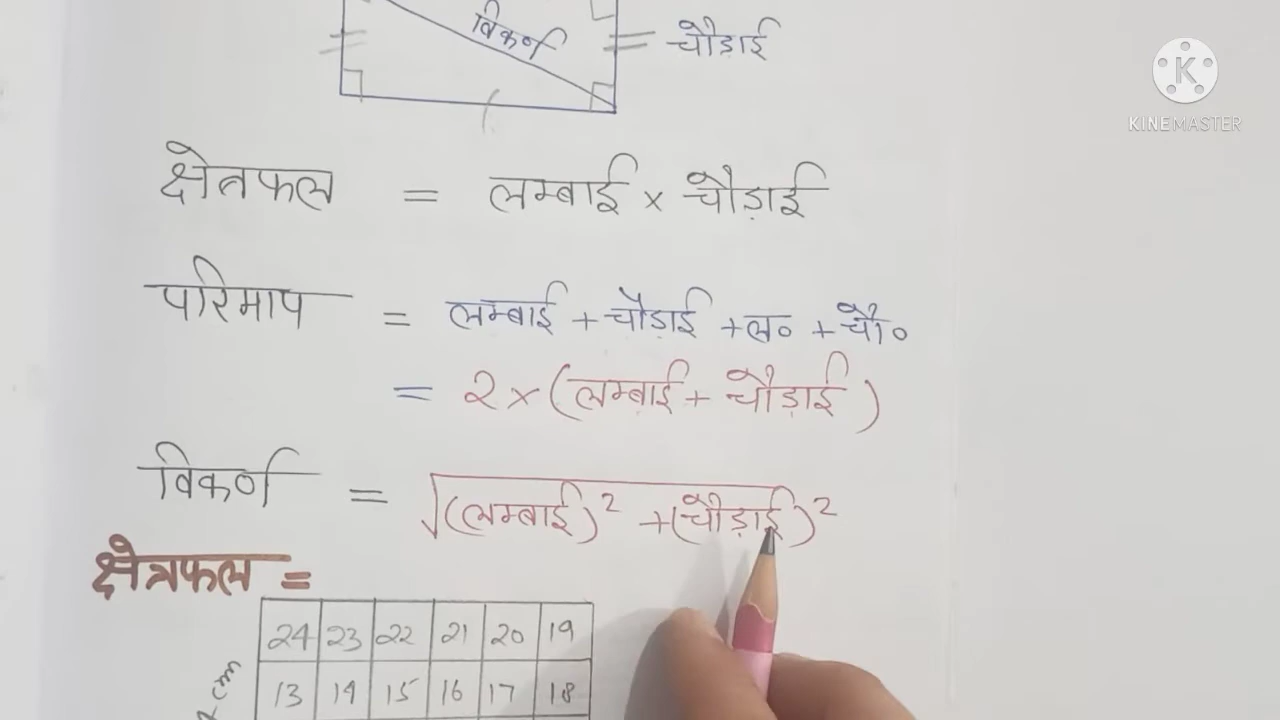 विकर्ण
चौड़ाई
K
KINEMASTER
क्षेत्रफल = लम्बाई × चौड़ाई
परिमाप = लम्बाई + चौड़ाई + ल० + चौ०
= 2 × (लम्बाई + चौड़ाई)
विकर्ण = √(लम्बाई)² + (चौड़ाई)²
क्षेत्रफल =
24 23 22 21 20 19
13 14 15 16 17 18
cm